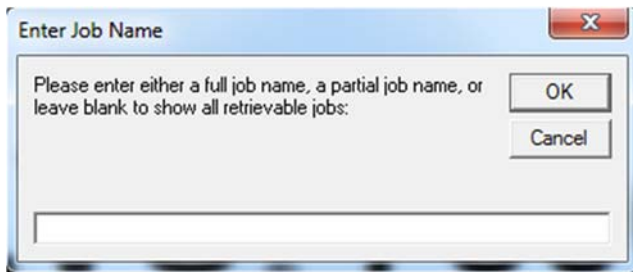 Enter Job Name
Please enter either a full job name, a partial job name, or
leave blank to show all retrievable jobs:
OK
Cancel